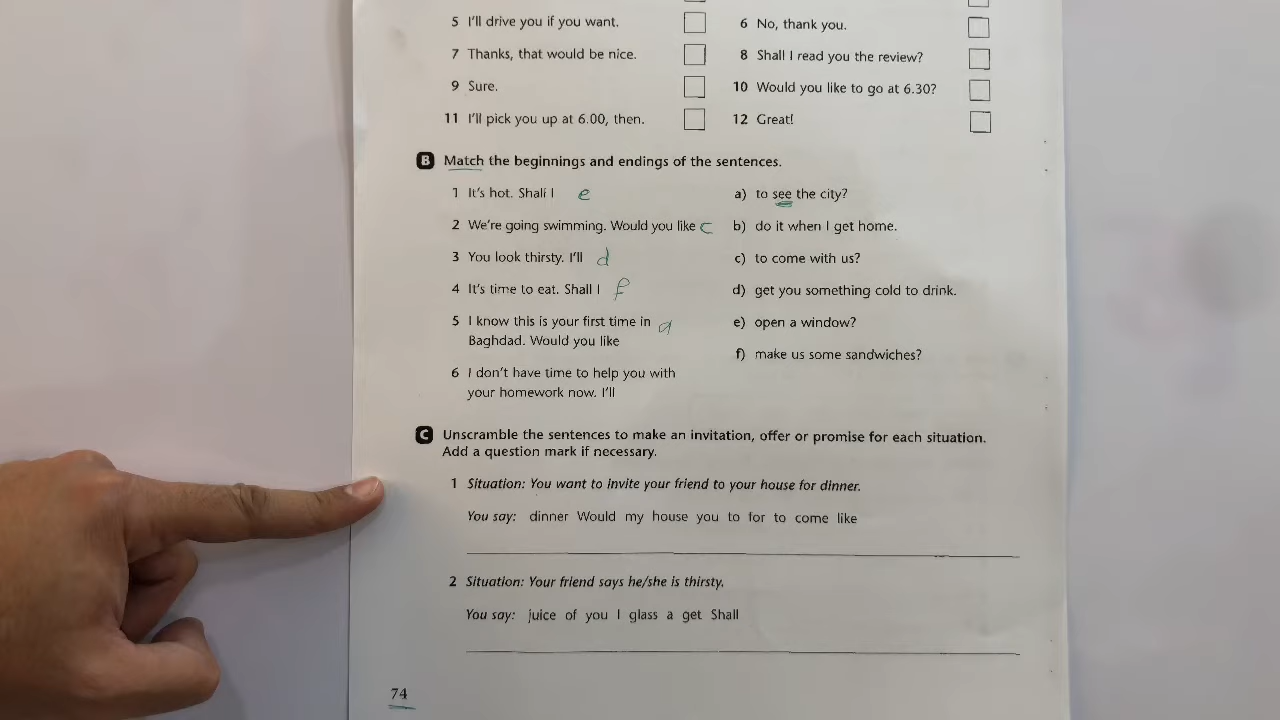 5 I'll drive you if you want.
6 No, thank you.
7 Thanks, that would be nice.
8 Shall I read you the review?
9 Sure.
10 Would you like to go at 6.30?
11 I'll pick you up at 6.00, then.
12 Great!
B Match the beginnings and endings of the sentences.
1 It's hot. Shall I e
a) to see the city?
2 We're going swimming. Would you like c
b) do it when I get home.
3 You look thirsty. I'll d
c) to come with us?
4 It's time to eat. Shall I f
d) get you something cold to drink.
5 I know this is your first time in a
Baghdad. Would you like
e) open a window?
f) make us some sandwiches?
6 I don't have time to help you with
your homework now. I'll
C Unscramble the sentences to make an invitation, offer or promise for each situation.
Add a question mark if necessary.
1 Situation: You want to invite your friend to your house for dinner.
You say: dinner Would my house you to for to come like
2 Situation: Your friend says he/she is thirsty.
You say: juice of you I glass a get Shall
74